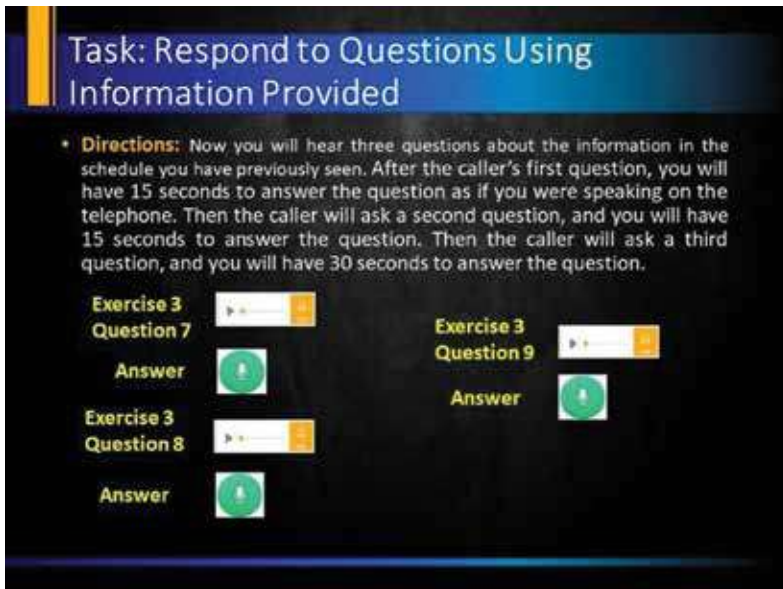 Task: Respond to Questions Using
Information Provided
• Directions: Now you will hear three questions about the information in the
schedule you have previously seen. After the caller's first question, you will
have 15 seconds to answer the question as if you were speaking on the
telephone. Then the caller will ask a second question, and you will have
15 seconds to answer the question. Then the caller will ask a third
question, and you will have 30 seconds to answer the question.
Exercise 3
Question 7
Answer
Exercise 3
Question 8
Answer
Exercise 3
Question 9
Answer